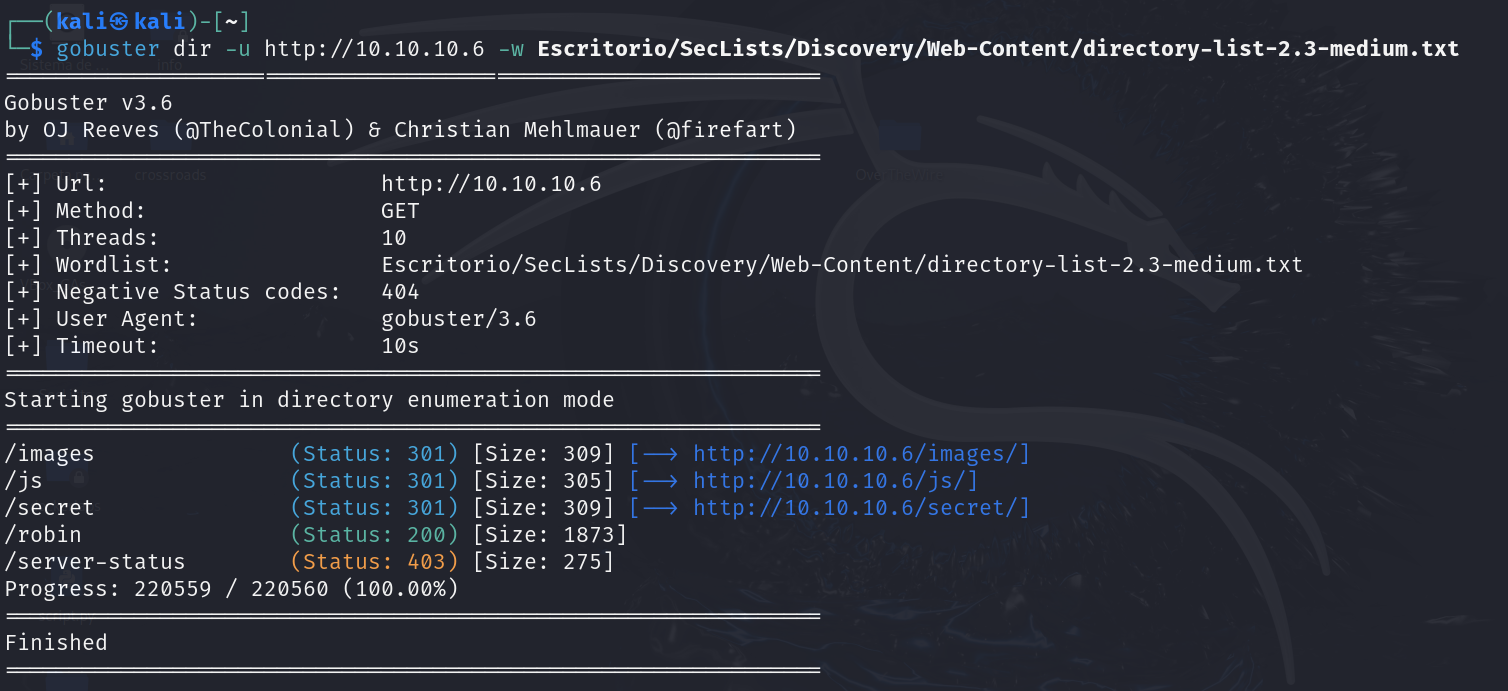 ┌──(kali㉿kali)-[~]
└─$ gobuster dir -u http://10.10.10.6 -w Escritorio/SecLists/Discovery/Web-Content/directory-list-2.3-medium.txt
===============================================================
Gobuster v3.6
by OJ Reeves (@TheColonial) & Christian Mehlmauer (@firefart)
===============================================================
[+] Url:                     http://10.10.10.6
[+] Method:                  GET
[+] Threads:                 10
[+] Wordlist:                Escritorio/SecLists/Discovery/Web-Content/directory-list-2.3-medium.txt
[+] Negative Status codes:   404
[+] User Agent:              gobuster/3.6
[+] Timeout:                 10s
===============================================================
Starting gobuster in directory enumeration mode
===============================================================
/images               (Status: 301) [Size: 309] [--> http://10.10.10.6/images/]
/js                   (Status: 301) [Size: 305] [--> http://10.10.10.6/js/]
/secret               (Status: 301) [Size: 309] [--> http://10.10.10.6/secret/]
/robin                (Status: 200) [Size: 1873]
/server-status        (Status: 403) [Size: 275]
Progress: 220559 / 220560 (100.00%)
===============================================================
Finished
===============================================================